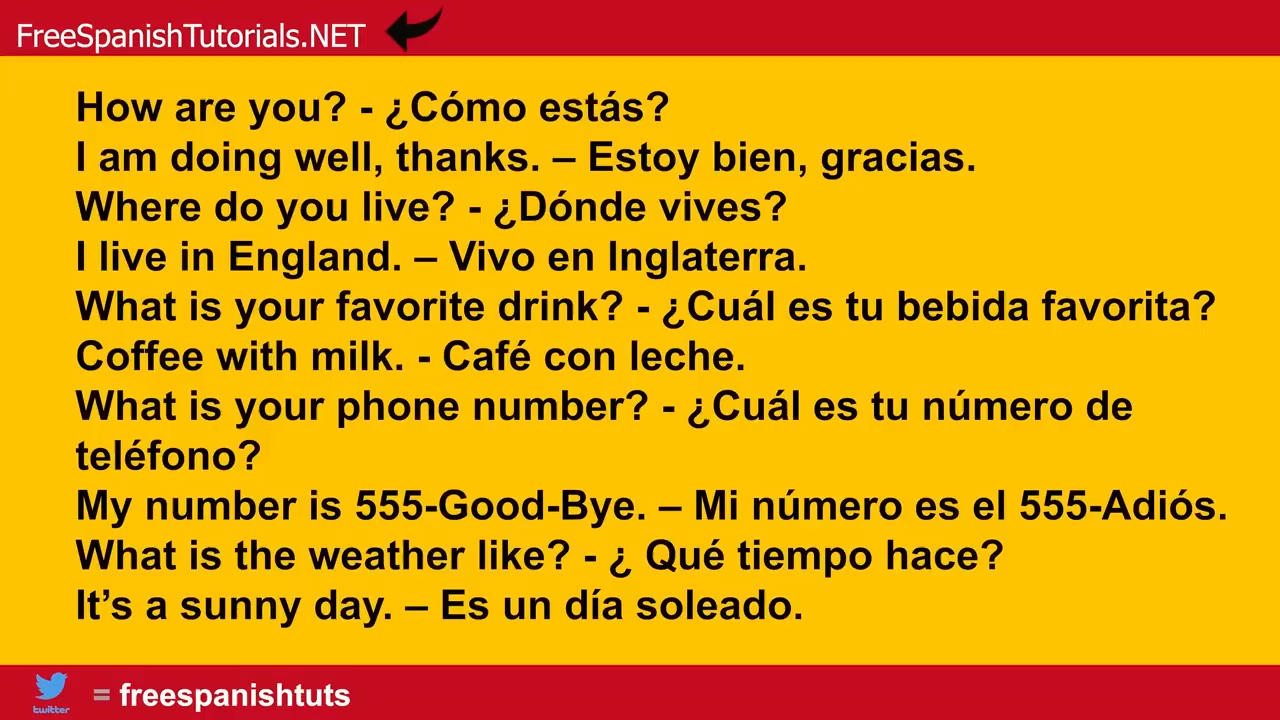 FreeSpanishTutorials.NET
How are you? - ¿Cómo estás?
I am doing well, thanks. – Estoy bien, gracias.
Where do you live? - ¿Dónde vives?
I live in England. – Vivo en Inglaterra.
What is your favorite drink? - ¿Cuál es tu bebida favorita?
Coffee with milk. - Café con leche.
What is your phone number? - ¿Cuál es tu número de
teléfono?
My number is 555-Good-Bye. – Mi número es el 555-Adiós.
What is the weather like? - ¿ Qué tiempo hace?
It’s a sunny day. – Es un día soleado.
twitter = freespanishtuts